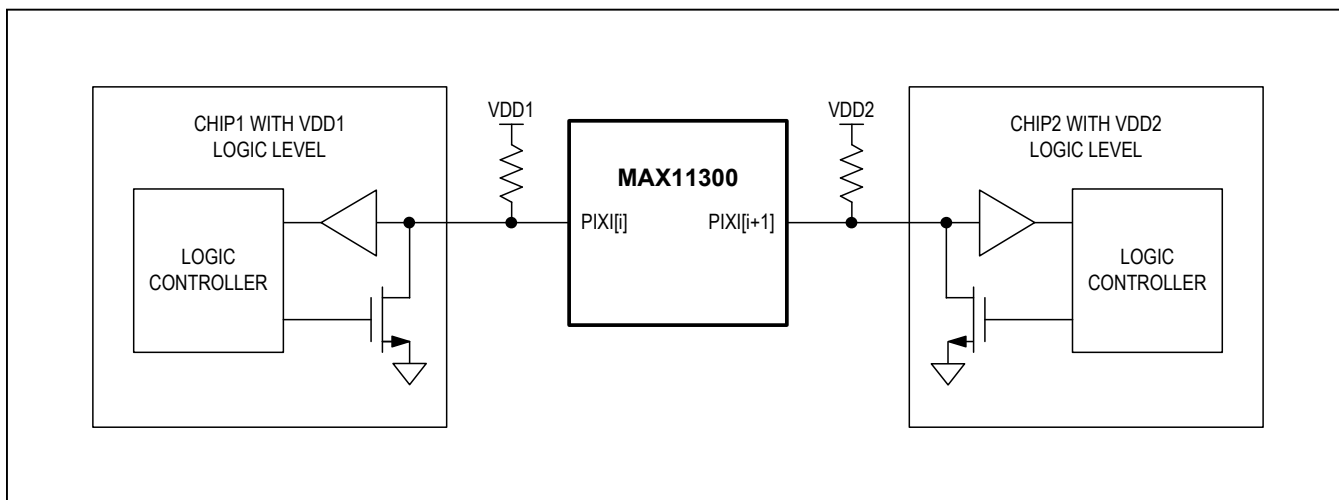 CHIP1 WITH VDD1
LOGIC LEVEL
LOGIC
CONTROLLER
VDD1
MAX11300
PIXI[i]
PIXI[i+1]
VDD2
CHIP2 WITH VDD2
LOGIC LEVEL
LOGIC
CONTROLLER